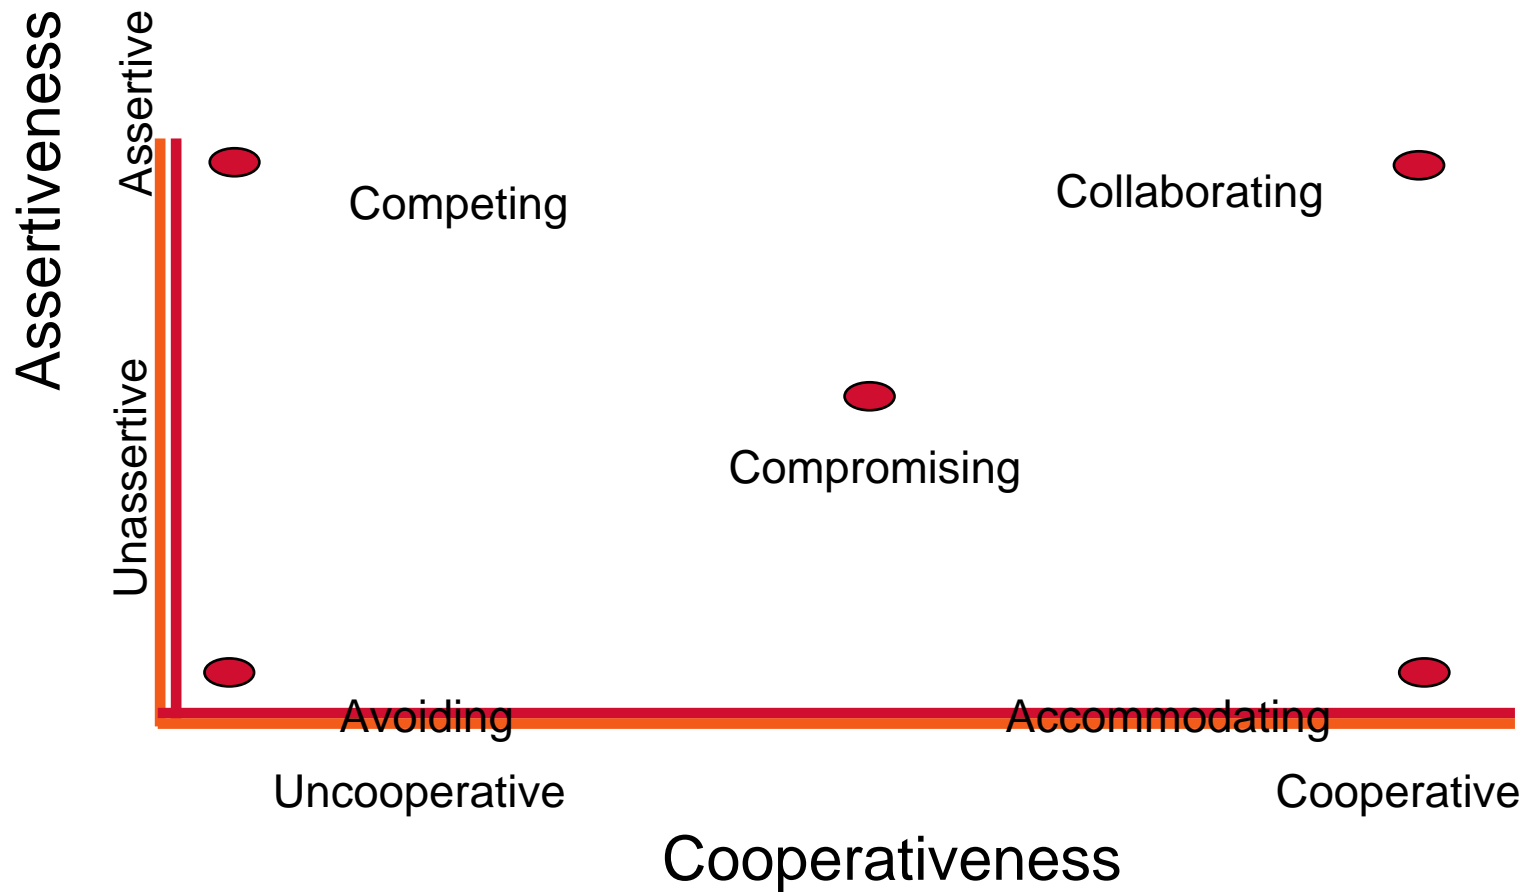 Assertiveness
Assertive
Unassertive
Competing
Collaborating
Compromising
Avoiding
Accommodating
Uncooperative
Cooperative
Cooperativeness